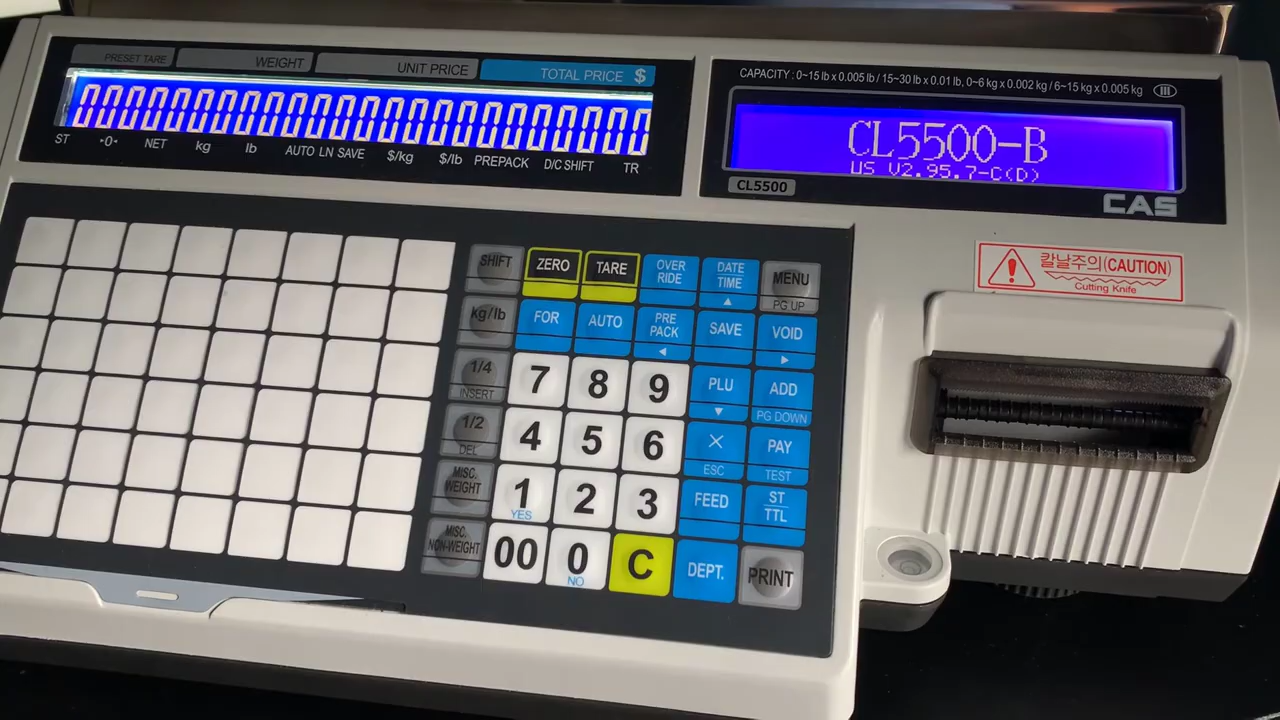 PRESET TARE
WEIGHT
UNIT PRICE
TOTAL PRICE $
ST →0← NET kg lb AUTO LN SAVE $/kg $/lb PREPACK D/C SHIFT TR
CAPACITY : 0~15 lb x 0.005 lb / 15~30 lb x 0.01 lb, 0~6 kg x 0.002 kg / 6~15 kg x 0.005 kg III
CL5500-B
US V2.95.7-C(D)
CL5500
CAS
칼날주의(CAUTION)
Cutting Knife
SHIFT
ZERO
TARE
OVER
RIDE
DATE
TIME
▲
MENU
PG UP
kg/lb
FOR
AUTO
PRE
PACK
◀
SAVE
VOID
▶
1/4
INSERT
7
8
9
PLU
▼
ADD
PG DOWN
1/2
DEL
4
5
6
×
ESC
PAY
TEST
MISC.
WEIGHT
1
YES
2
3
FEED
ST
TTL
MISC.
NON-WEIGHT
00
0
NO
C
DEPT.
PRINT